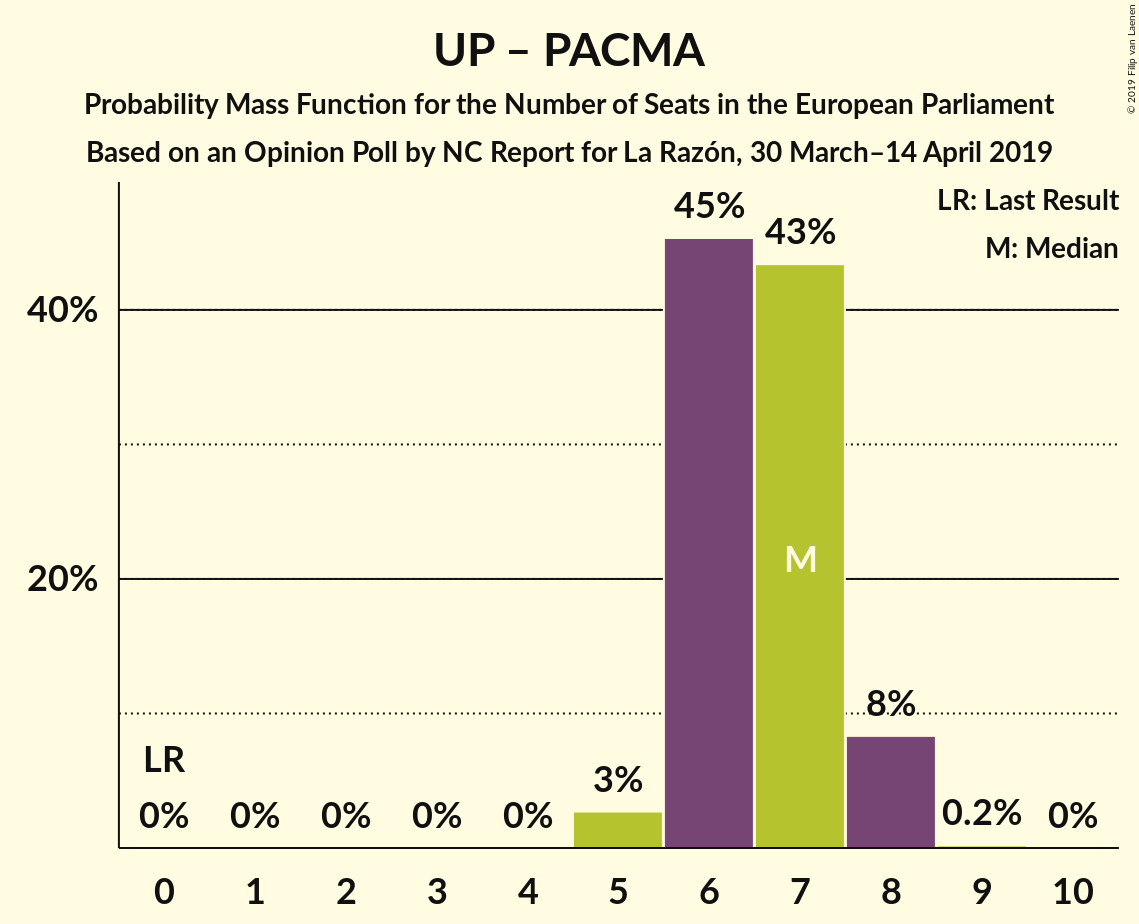 UP – PACMA
Probability Mass Function for the Number of Seats in the European Parliament
Based on an Opinion Poll by NC Report for La Razón, 30 March–14 April 2019
© 2019 Filip van Laenen
LR: Last Result
M: Median
45%
43%
40%
20%
M
8%
LR
3%
0% 0% 0% 0% 0% 0.2% 0%
0 1 2 3 4 5 6 7 8 9 10